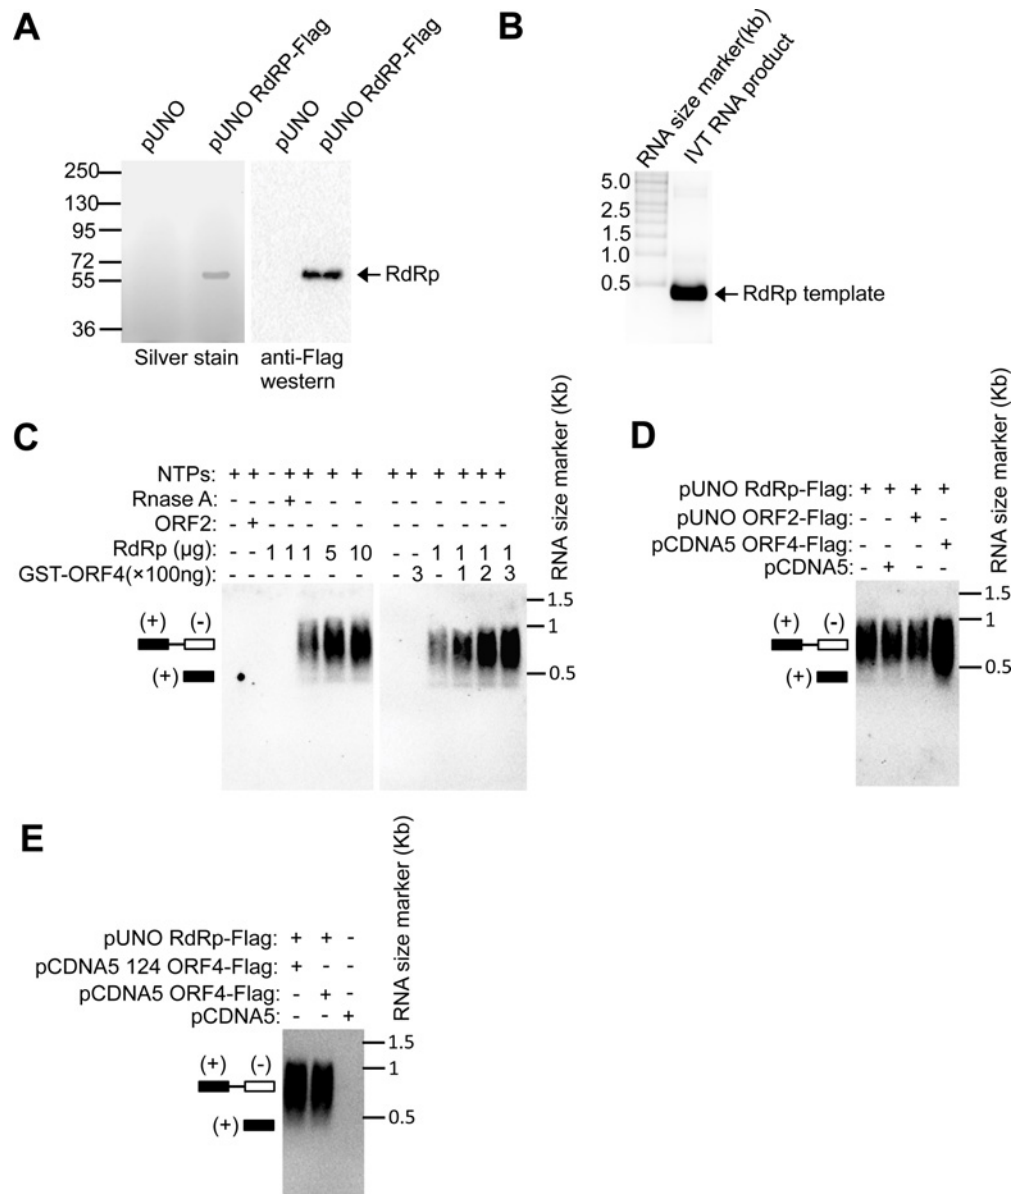 A
pUNO
pUNO RdRP-Flag
pUNO
pUNO RdRP-Flag
250
130
95
72
55
36
RdRp
Silver stain
anti-Flag
western
B
RNA size marker(kb)
IVT RNA product
5.0
2.5
1.5
1.0
0.5
RdRp template
C
NTPs: + + - + + + + + + + + + +
Rnase A: - - - + - - - - - - - - -
ORF2: - + - - - - - - - - - - -
RdRp (µg) - - 1 1 1 5 10 - - 1 1 1 1
GST-ORF4(×100ng): - - - - - - - - 3 - 1 2 3
RNA size marker (Kb)
(+) (-)
(+)
1.5
1
0.5
D
pUNO RdRp-Flag: + + + +
pUNO ORF2-Flag: - - + -
pCDNA5 ORF4-Flag: - - - +
pCDNA5: - + - -
RNA size marker (Kb)
(+) (-)
(+)
1.5
1
0.5
E
pUNO RdRp-Flag: + + -
pCDNA5 124 ORF4-Flag: + - -
pCDNA5 ORF4-Flag: - + -
pCDNA5: - - +
RNA size marker (Kb)
(+) (-)
(+)
1.5
1
0.5